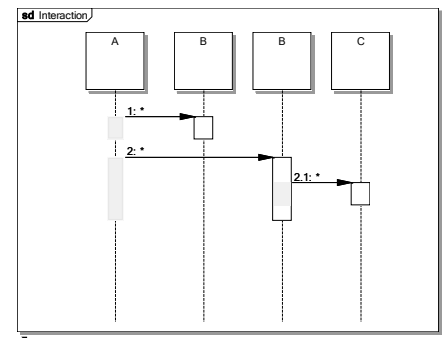 sd Interaction
A
B
B
C
1: *
2: *
2.1: *